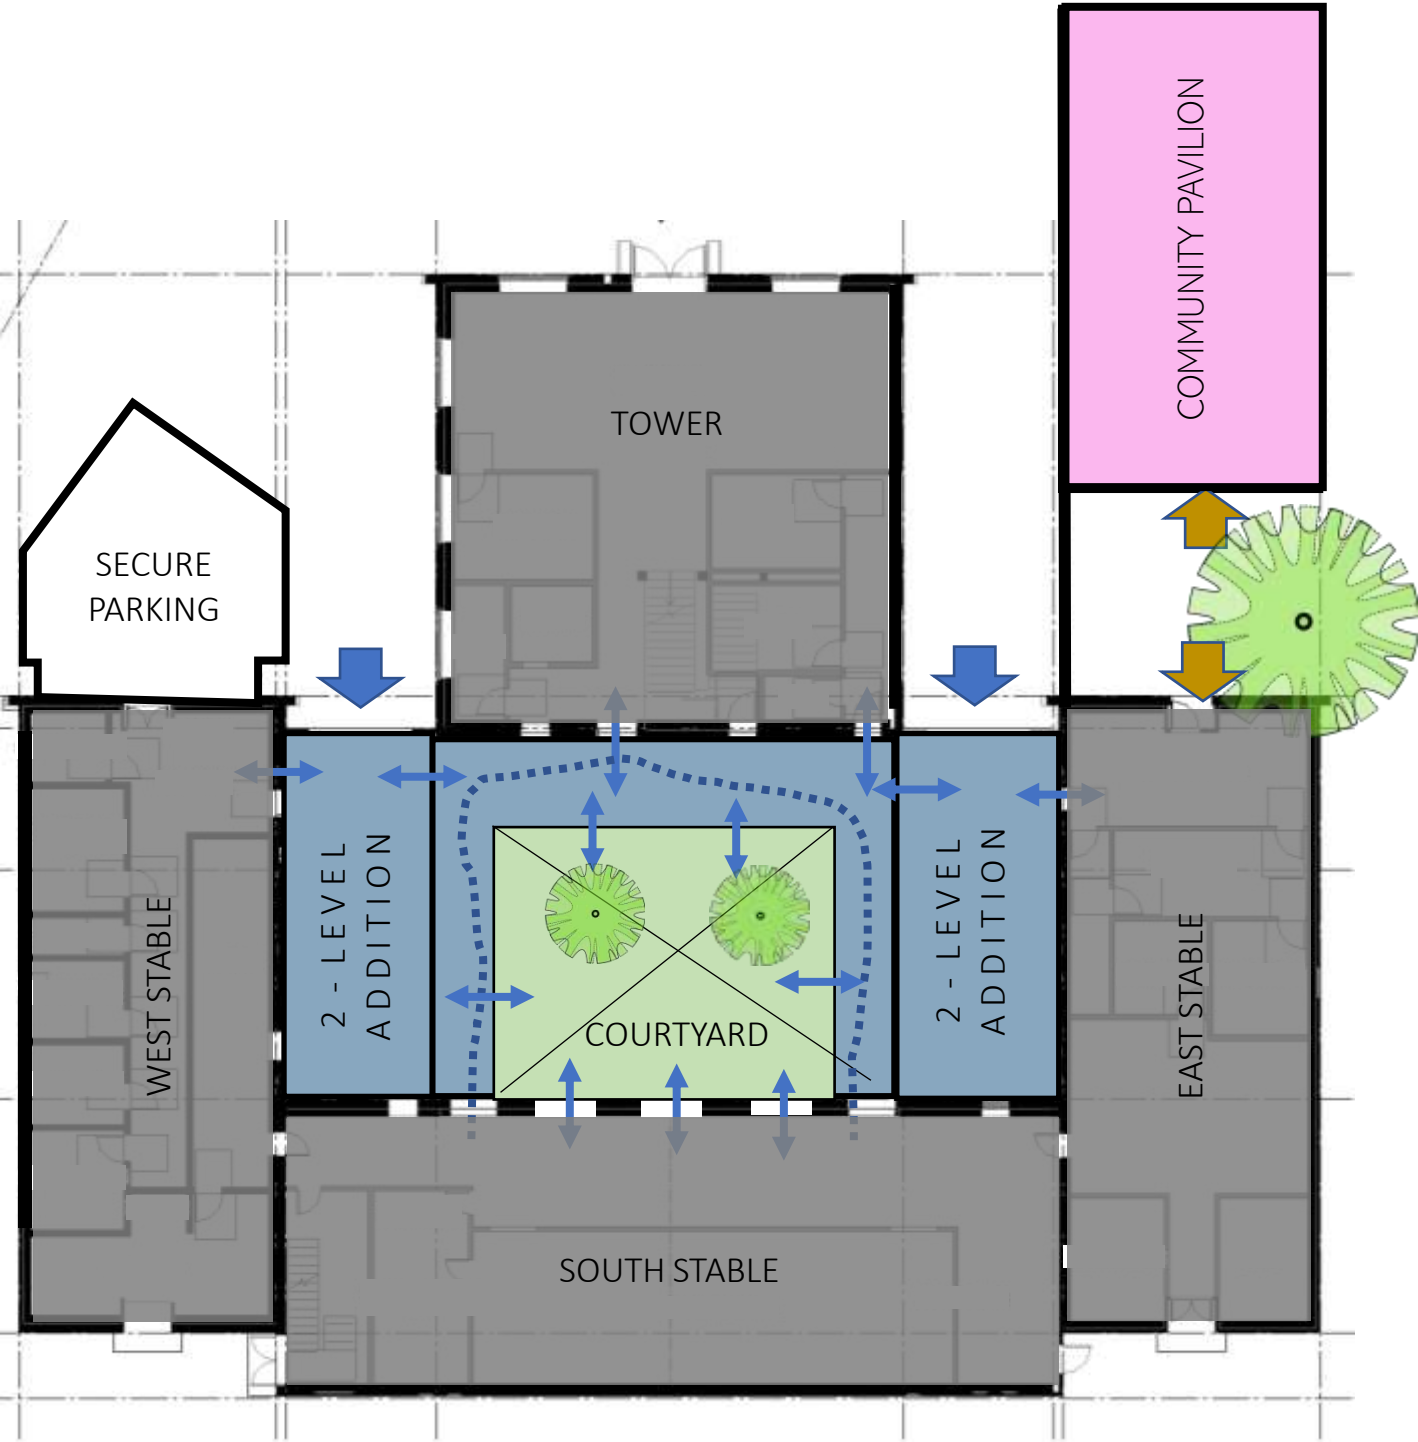 COMMUNITY PAVILION
TOWER
SECURE
PARKING
2 - LEVEL
ADDITION
2 - LEVEL
ADDITION
WEST STABLE
COURTYARD
EAST STABLE
SOUTH STABLE